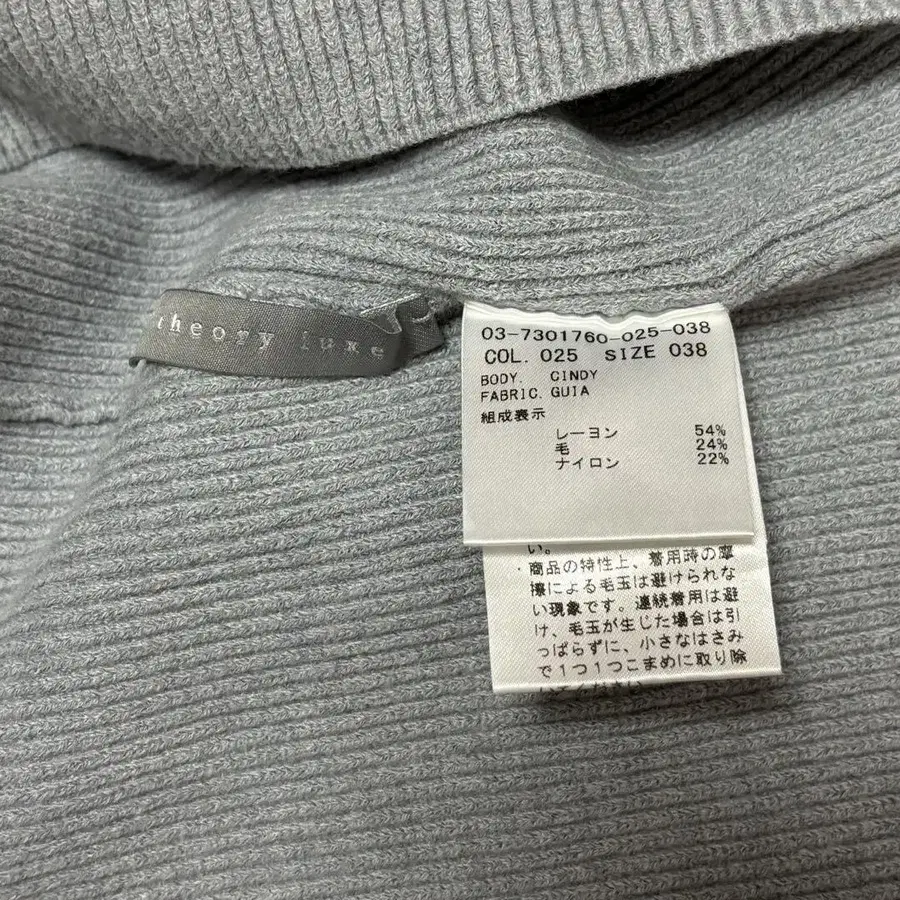 theory luxe
03-7301760-025-038
COL. 025 SIZE 038
BODY. CINDY
FABRIC. GUIA
組成表示
レーヨン 54%
毛 24%
ナイロン 22%
い。
・商品の特性上、着用時の摩
擦による毛玉は避けられな
い現象です。連続着用は避
け、毛玉が生じた場合は引
っぱらずに、小さなはさみ
で1つ1つこまめに取り除